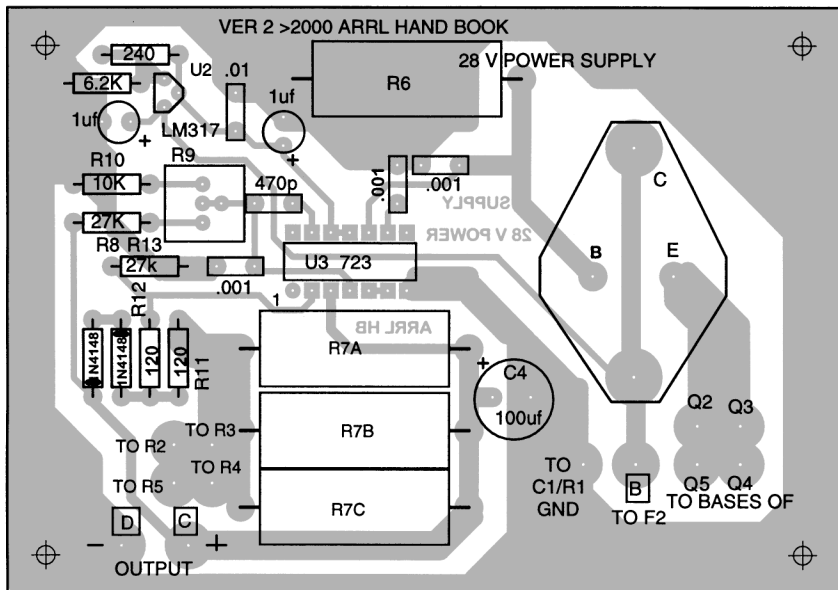 VER 2 >2000 ARRL HAND BOOK
240
U2
.01
28 V POWER SUPPLY
6.2K
R6
1uf
1uf
+
LM317
+
R10
R9
C
10K
470p
.001
.001
SUPPLY
27K
28 V POWER
R8
R13
B
E
27k
U3 723
.001
R12
1
ARRL HB
1N4148
1N4148
120
120
R11
R7A
+
C4
100uf
Q2
Q3
TO R3
TO R2
R7B
TO R4
TO
C1/R1
GND
Q5
Q4
TO R5
B
TO BASES OF
R7C
TO F2
D
C
-
+
OUTPUT